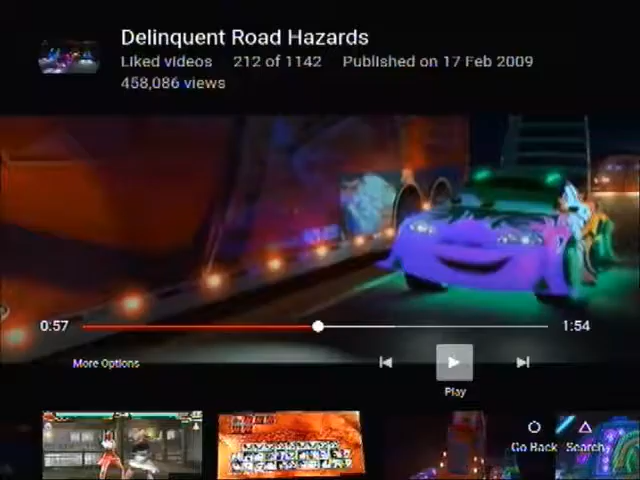 Delinquent Road Hazards
Liked videos 212 of 1142 Published on 17 Feb 2009
458,086 views
0:57
1:54
More Options
Play
Go Back Search